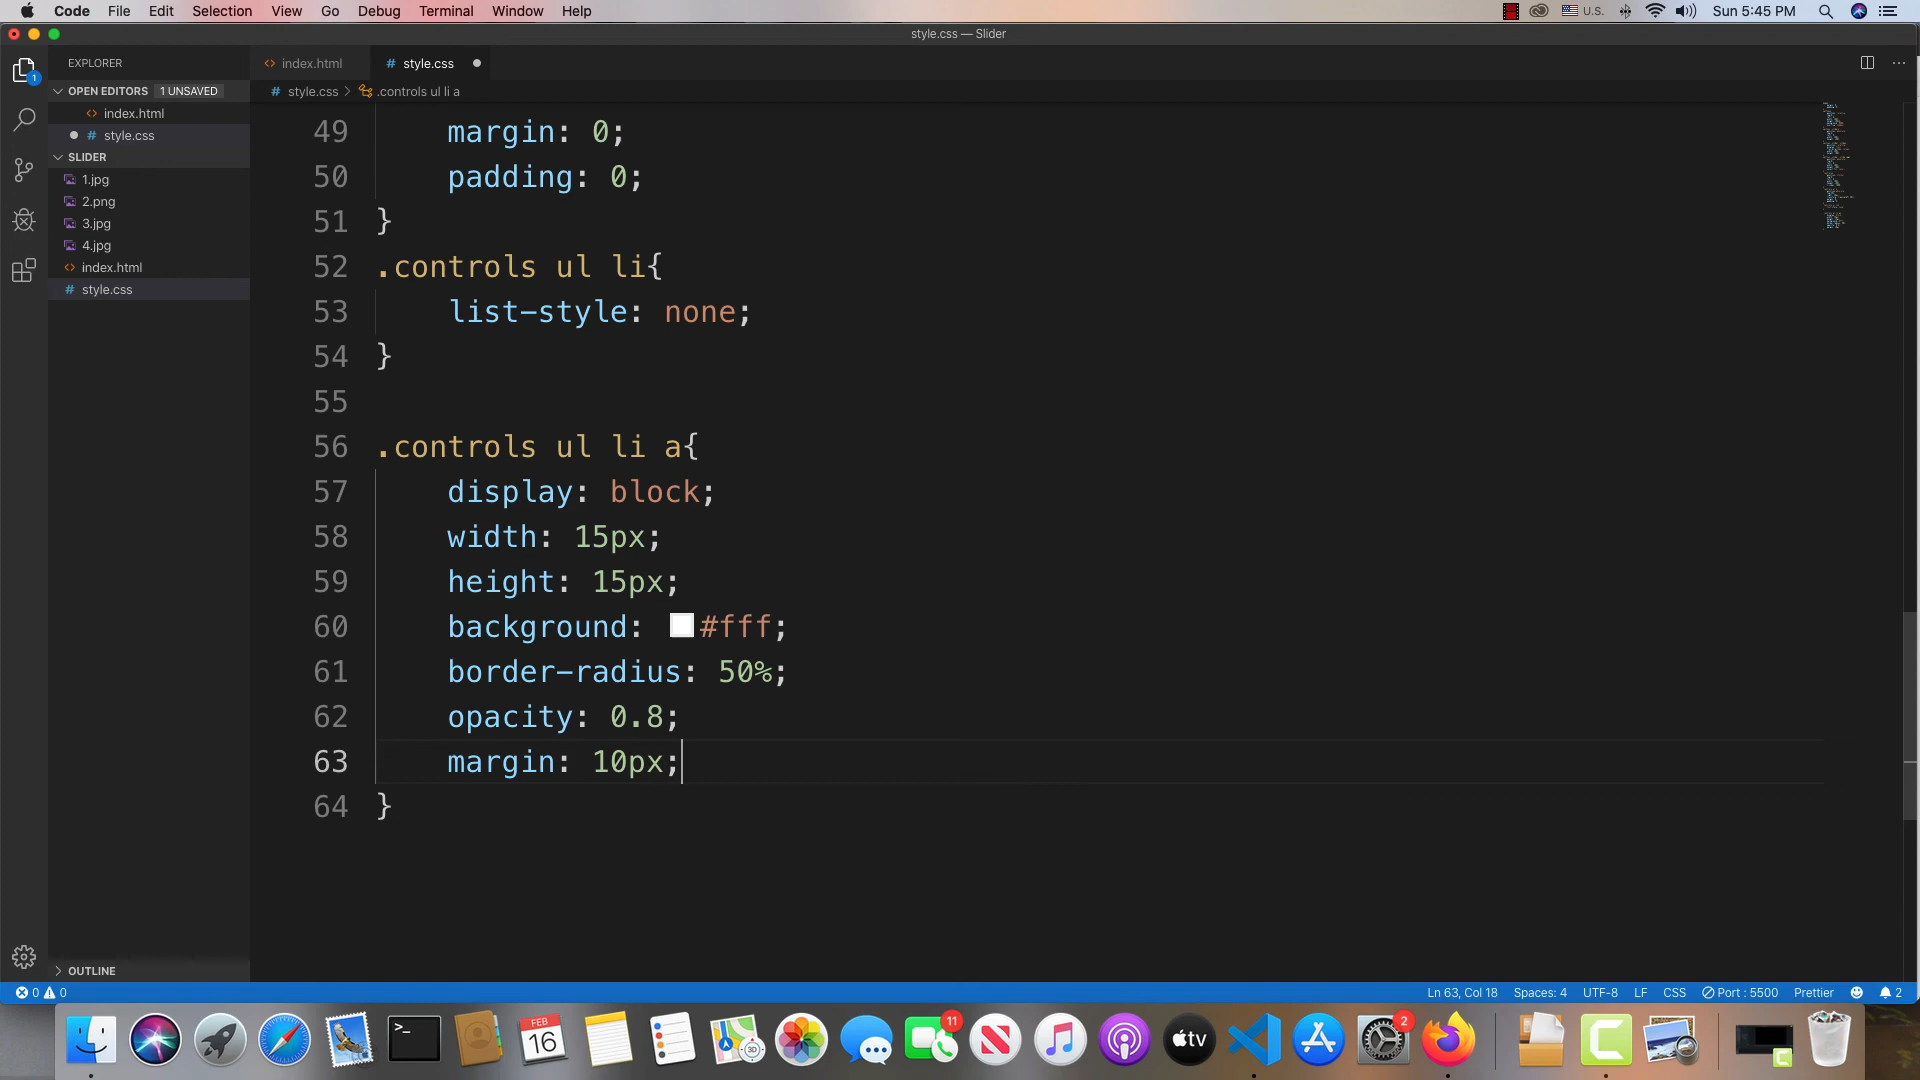 Code File Edit Selection View Go Debug Terminal Window Help U.S. Sun 5:45 PM
style.css — Slider
EXPLORER
index.html
style.css
OPEN EDITORS 1 UNSAVED
style.css > .controls ul li a
index.html
style.css
SLIDER
1.jpg
2.png
3.jpg
4.jpg
index.html
style.css
OUTLINE
49 margin: 0;
50 padding: 0;
51 }
52 .controls ul li{
53 list-style: none;
54 }
55
56 .controls ul li a{
57 display: block;
58 width: 15px;
59 height: 15px;
60 background: #fff;
61 border-radius: 50%;
62 opacity: 0.8;
63 margin: 10px;
64 }
1
0 0 Ln 63, Col 18 Spaces: 4 UTF-8 LF CSS Port : 5500 Prettier 2
>_
FEB
16
3D
11
tv
2